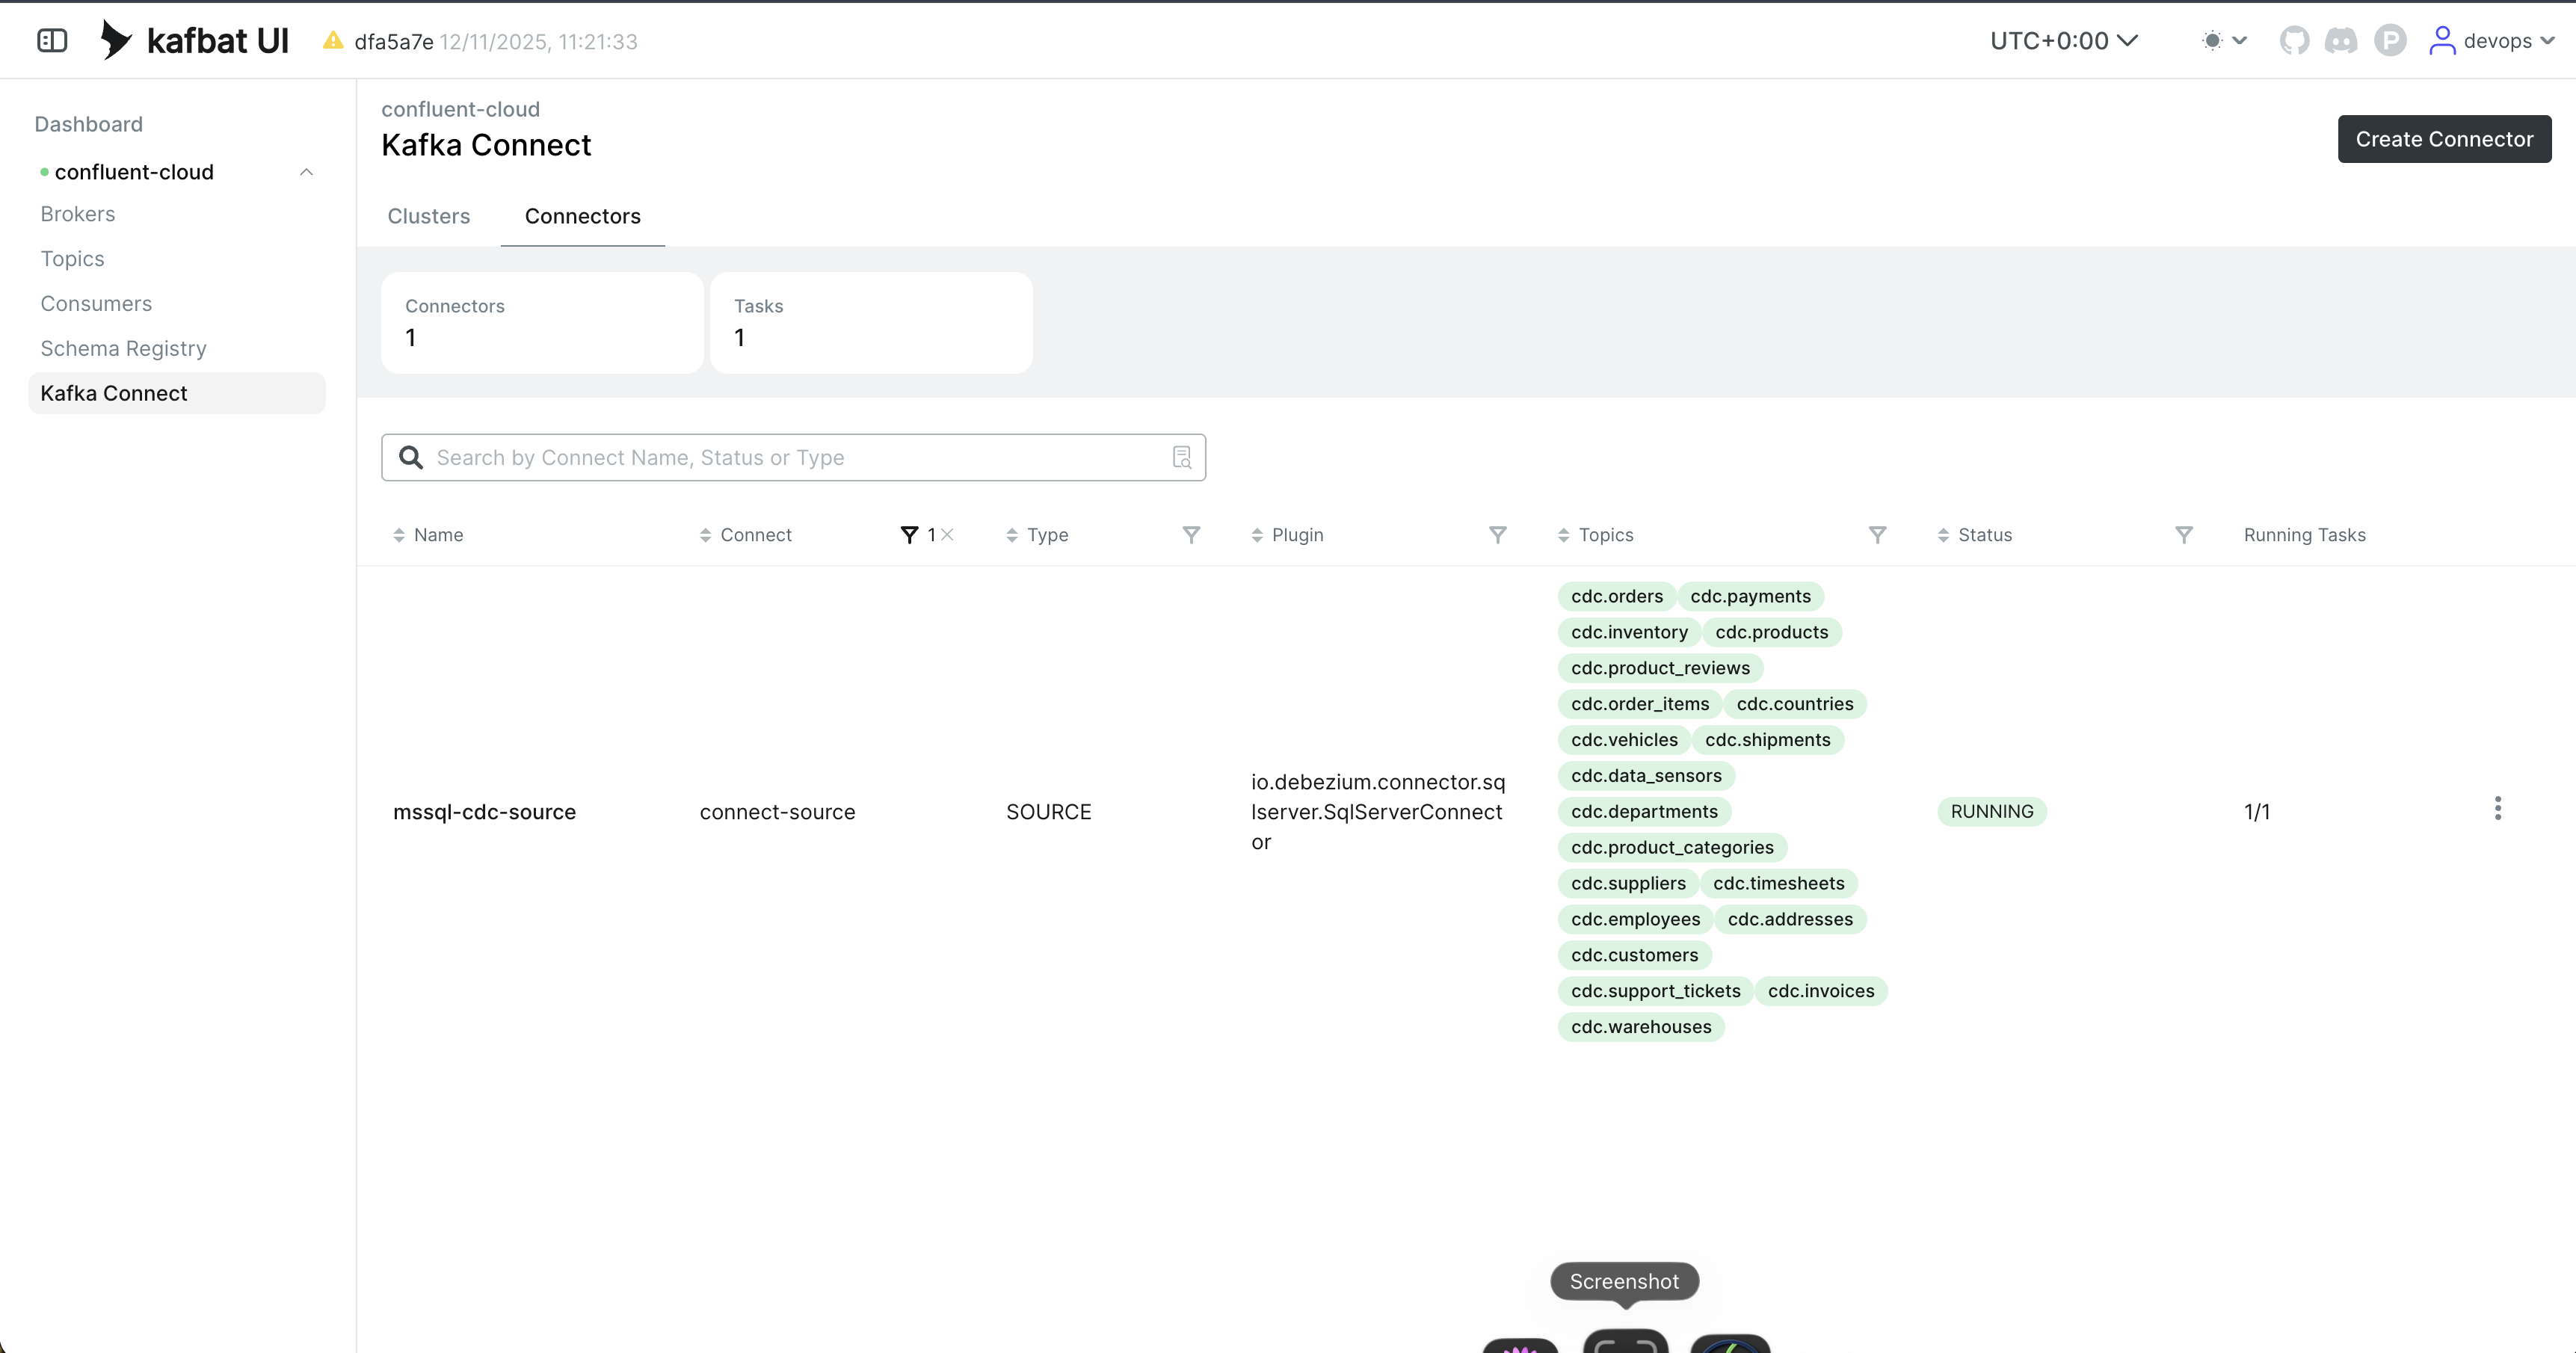 kafbat UI dfa5a7e 12/11/2025, 11:21:33 UTC+0:00 P devops
Dashboard
confluent-cloud
Brokers
Topics
Consumers
Schema Registry
Kafka Connect
confluent-cloud
Kafka Connect
Create Connector
Clusters Connectors
Connectors
1
Tasks
1
Search by Connect Name, Status or Type
Name Connect 1 Type Plugin Topics Status Running Tasks
mssql-cdc-source
connect-source
SOURCE
io.debezium.connector.sq
lserver.SqlServerConnect
or
cdc.orders cdc.payments
cdc.inventory cdc.products
cdc.product_reviews
cdc.order_items cdc.countries
cdc.vehicles cdc.shipments
cdc.data_sensors
cdc.departments
cdc.product_categories
cdc.suppliers cdc.timesheets
cdc.employees cdc.addresses
cdc.customers
cdc.support_tickets cdc.invoices
cdc.warehouses
RUNNING
1/1
Screenshot